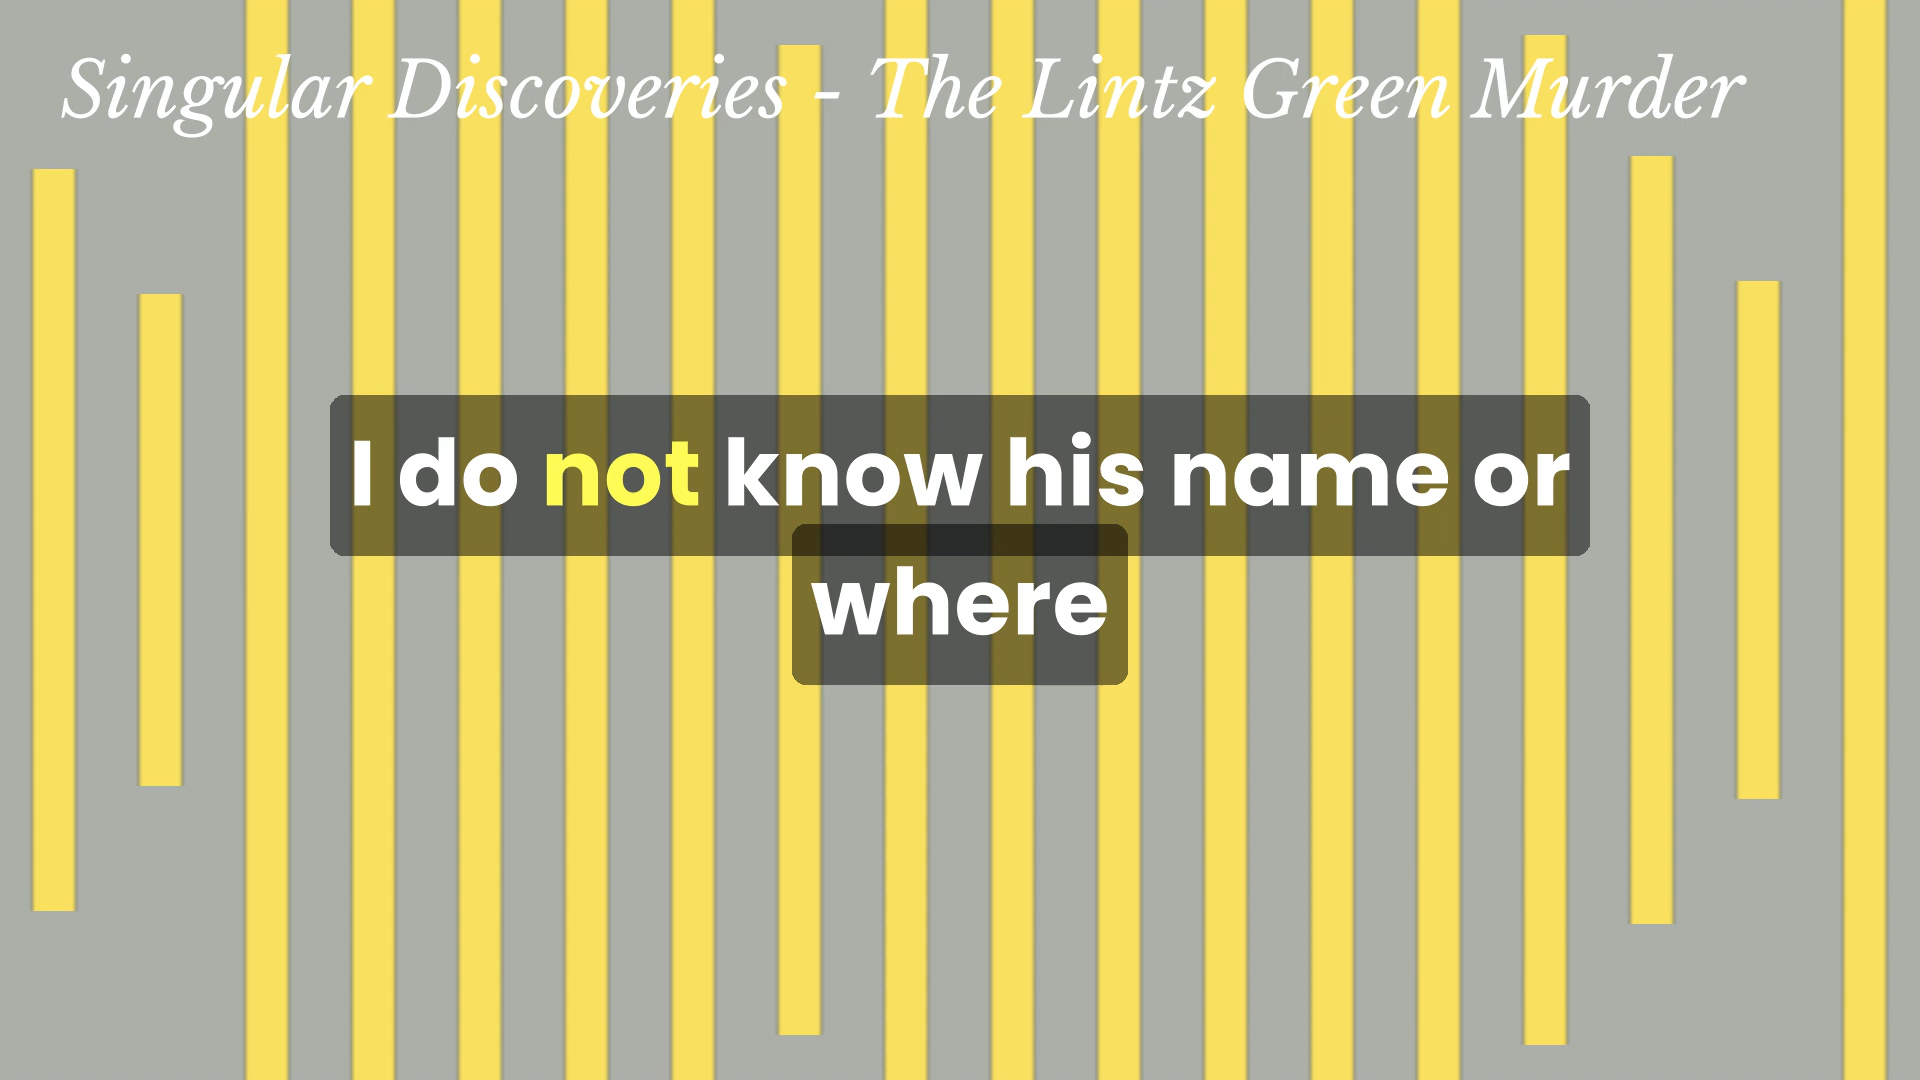 Singular Discoveries - The Lintz Green Murder
I do not know his name or
where